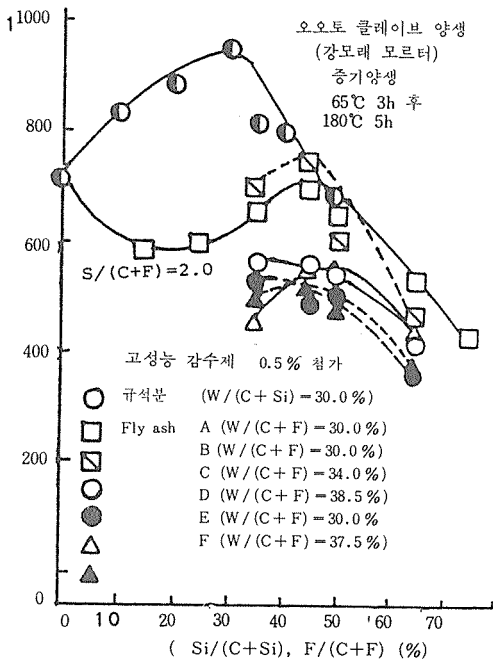 1
1000
800
600
400
200
0
오오토 클레이브 양생
(강모래 모르터)
증기양생
65℃ 3h 후
180℃ 5h
S/(C+F)=2.0
고성능 감수제 0.5% 첨가
규석분 (W/(C+Si)=30.0%)
Fly ash A (W/(C+F)=30.0%
B (W/(C+F)=30.0%
C (W/(C+F)=34.0%
D (W/(C+F)=38.5%
E (W/(C+F)=30.0%
F (W/(C+F)=37.5%)
0 10 20 30 40 50 60 70
( Si/(C+Si), F/(C+F) (%)